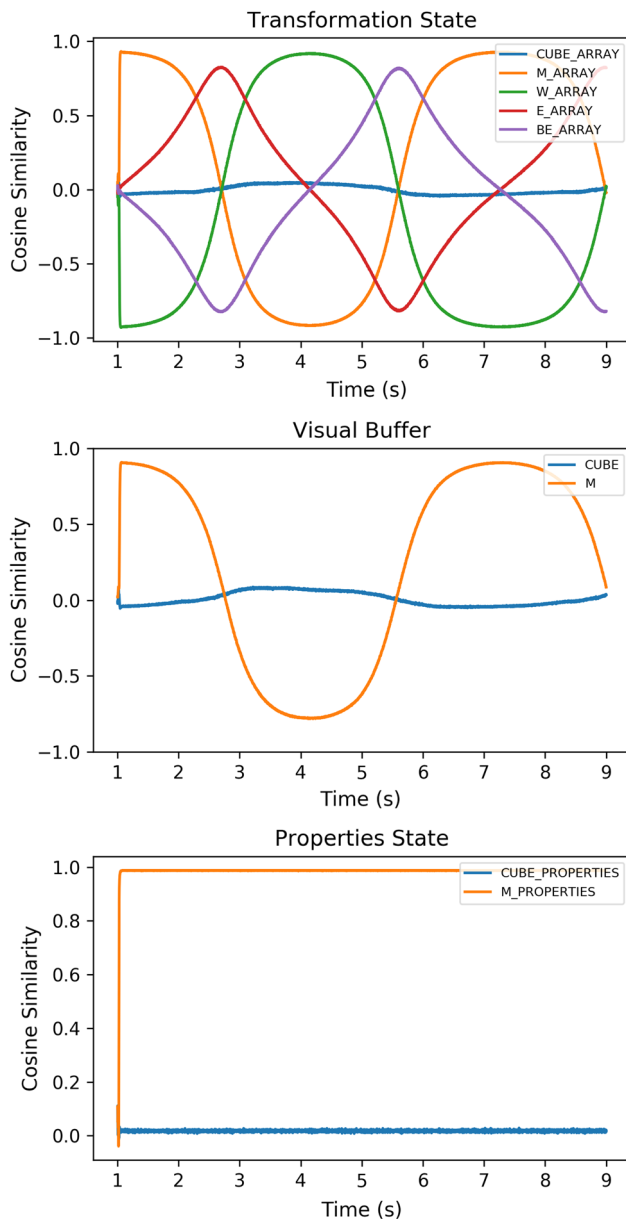 Transformation State
1.0
0.5
0.0
−0.5
−1.0
Cosine Similarity
CUBE_ARRAY
M_ARRAY
W_ARRAY
E_ARRAY
BE_ARRAY
1 2 3 4 5 6 7 8 9
Time (s)
Visual Buffer
1.0
0.5
0.0
−0.5
−1.0
Cosine Similarity
CUBE
M
1 2 3 4 5 6 7 8 9
Time (s)
Properties State
1.0
0.8
0.6
0.4
0.2
0.0
Cosine Similarity
CUBE_PROPERTIES
M_PROPERTIES
1 2 3 4 5 6 7 8 9
Time (s)